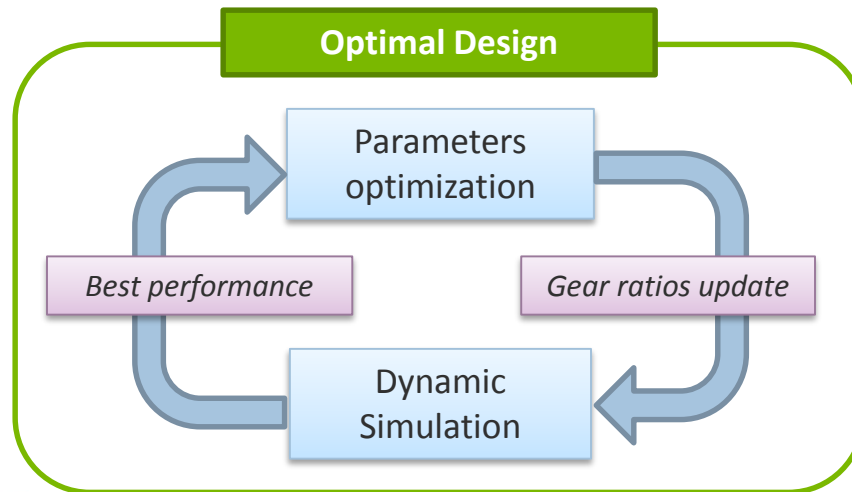 Optimal Design
Parameters
optimization
Best performance
Gear ratios update
Dynamic
Simulation